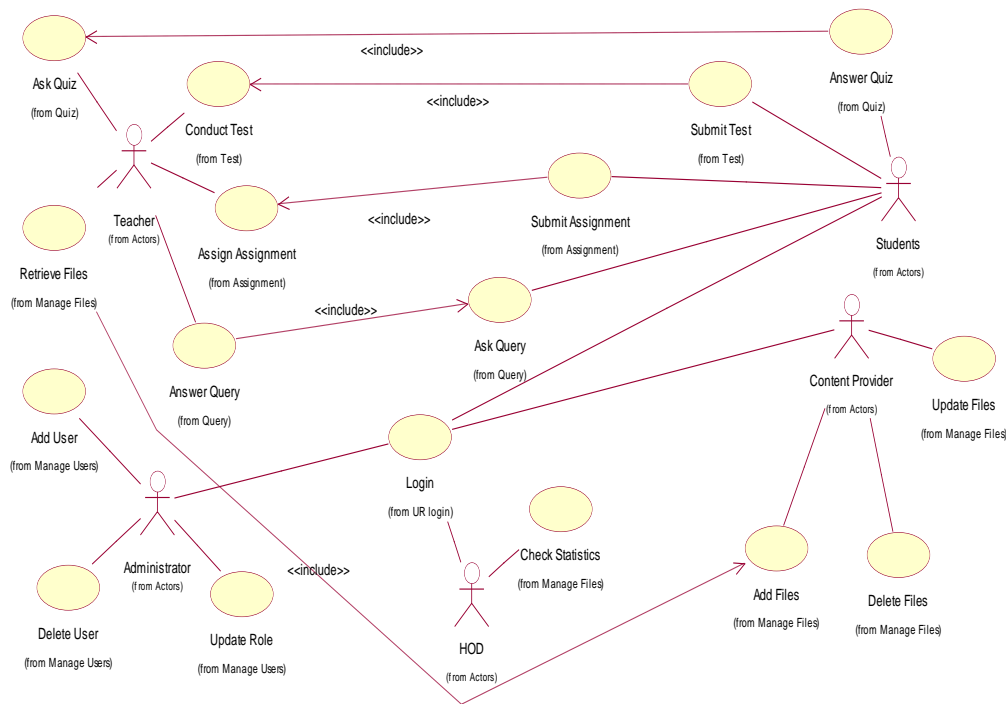 <<include>>
Ask Quiz
(from Quiz)
Answer Quiz
(from Quiz)
<<include>>
Conduct Test
(from Test)
Submit Test
(from Test)
Teacher
(from Actors)
<<include>>
Assign Assignment
(from Assignment)
Submit Assignment
(from Assignment)
Students
(from Actors)
Retrieve Files
(from Manage Files)
<<include>>
Answer Query
(from Query)
Ask Query
(from Query)
Content Provider
(from Actors)
Update Files
(from Manage Files)
Add User
(from Manage Users)
Login
(from UR login)
Administrator
(from Actors)
<<include>>
Check Statistics
(from Manage Files)
Add Files
(from Manage Files)
Delete Files
(from Manage Files)
Delete User
(from Manage Users)
Update Role
(from Manage Users)
HOD
(from Actors)